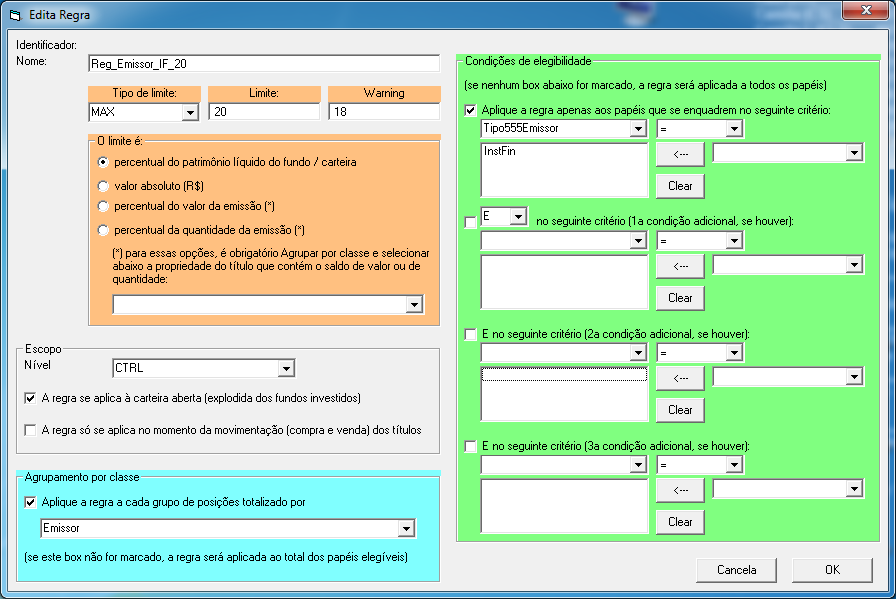 Edita Regra
Identificador:
Nome:
Reg_Emissor_IF_20
Tipo de limite:
Limite:
Warning
MAX
20
18
O limite é:
percentual do patrimônio líquido do fundo / carteira
valor absoluto (R$)
percentual do valor da emissão (*)
percentual da quantidade da emissão (*)
(*) para essas opções, é obrigatório Agrupar por classe e selecionar
abaixo a propriedade do título que contém o saldo de valor ou de
quantidade:
Escopo
Nível
CTRL
A regra se aplica à carteira aberta (explodida dos fundos investidos)
A regra só se aplica no momento da movimentação (compra e venda) dos títulos
Agrupamento por classe
Aplique a regra a cada grupo de posições totalizado por
Emissor
(se este box não for marcado, a regra será aplicada ao total dos papéis elegíveis)
Condições de elegibilidade
(se nenhum box abaixo for marcado, a regra será aplicada a todos os papéis)
Aplique a regra apenas aos papéis que se enquadrem no seguinte critério:
Tipo555Emissor
=
InstFin
<---
Clear
E
no seguinte critério (1a condição adicional, se houver):
=
<---
Clear
E no seguinte critério (2a condição adicional, se houver):
=
<---
Clear
E no seguinte critério (3a condição adicional, se houver):
=
<---
Clear
Cancela
OK